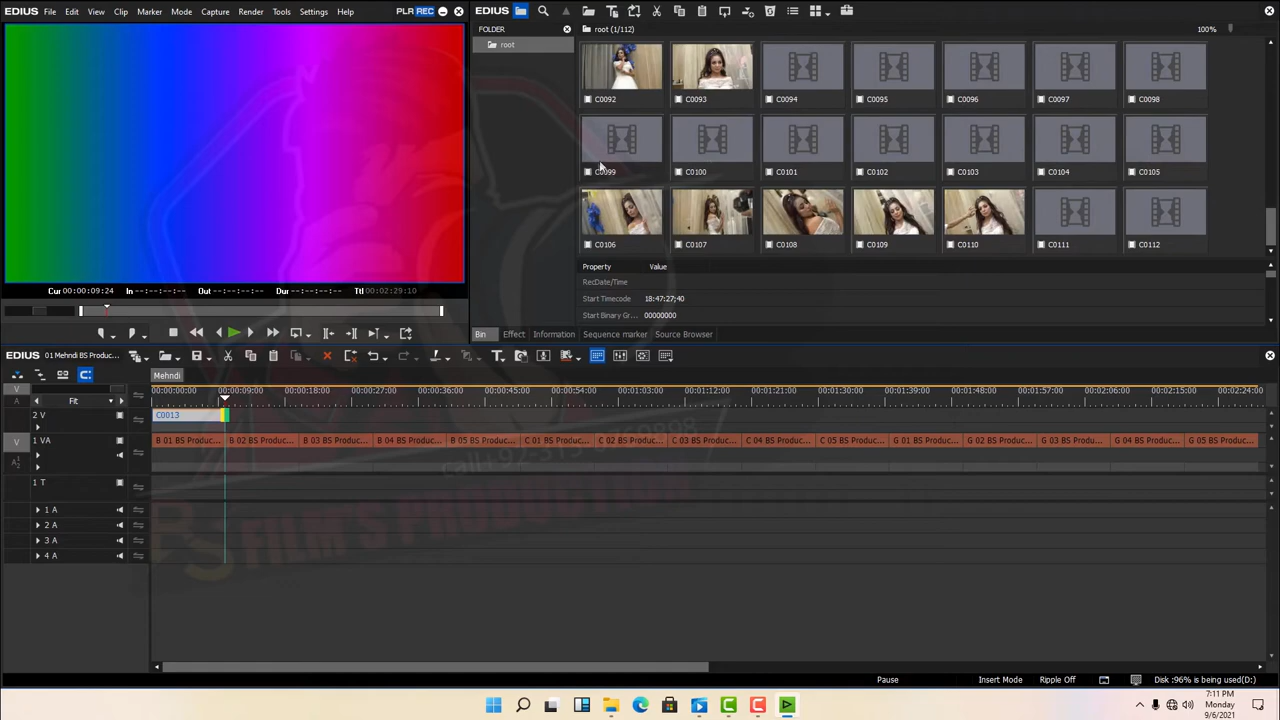 EDIUS File Edit View Clip Marker Mode Capture Render Tools Settings Help PLR REC
EDIUS
FOLDER
root (1/112)
100%
root
C0092 C0093 C0094 C0095 C0096 C0097 C0098
C0099 C0100 C0101 C0102 C0103 C0104 C0105
C0106 C0107 C0108 C0109 C0110 C0111 C0112
Property Value
RecDate/Time
Start Timecode 18:47:27;40
Start Binary Gr... 00000000
Cur 00:00:09:24 In --:--:--:-- Out --:--:--:-- Dur --:--:--:-- Ttl 00:02:29:10
Bin Effect Information Sequence marker Source Browser
EDIUS 01 Mehndi BS Produc...
Mehndi
Fit
00:00:00:00 00:00:09:00 00:00:18:00 00:00:27:00 00:00:36:00 00:00:45:00 00:00:54:00 00:01:03:00 00:01:12:00 00:01:21:00 00:01:30:00 00:01:39:00 00:01:48:00 00:01:57:00 00:02:06:00 00:02:15:00 00:02:24:00
2 V
C0013
1 VA
B 01 BS Produc... B 02 BS Produc... B 03 BS Produc... B 04 BS Produc... B 05 BS Produc... C 01 BS Produc... C 02 BS Produc... C 03 BS Produc... C 04 BS Produc... C 05 BS Produc... G 01 BS Produc... G 02 BS Produc... G 03 BS Produc... G 04 BS Produc... G 05 BS Produc...
1 T
1 A
2 A
3 A
4 A
BS FILM'S PRODUCTION
Pause Insert Mode Ripple Off Disk :96% is being used(D:)
7:11 PM
Monday
9/6/2021